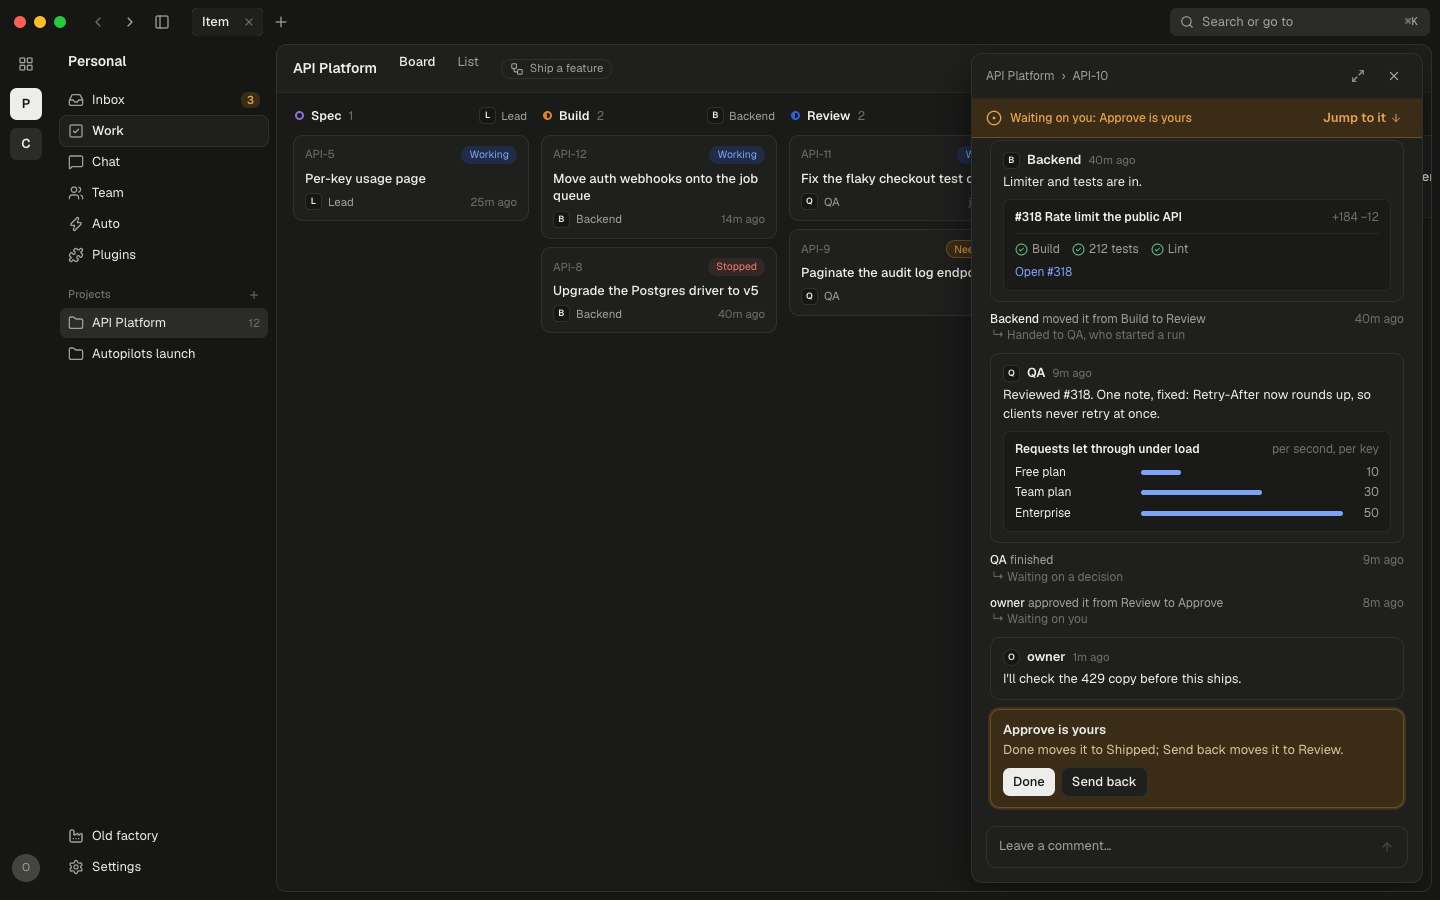 Item
Search or go to
⌘K
P
C
O
Personal
Inbox 3
Work
Chat
Team
Auto
Plugins
Projects
API Platform 12
Autopilots launch
Old factory
Settings
API Platform Board List Ship a feature
Spec 1 L Lead
API-5 Working
Per-key usage page
L Lead 25m ago
Build 2 B Backend
API-12 Working
Move auth webhooks onto the job
queue
B Backend 14m ago
API-8 Stopped
Upgrade the Postgres driver to v5
B Backend 40m ago
Review 2
API-11
Fix the flaky checkout test
Q QA
API-9
Paginate the audit log
Q QA
API Platform › API-10
Waiting on you: Approve is yours Jump to it ↓
B Backend 40m ago
Limiter and tests are in.
#318 Rate limit the public API +184 −12
Build 212 tests Lint
Open #318
Backend moved it from Build to Review 40m ago
Handed to QA, who started a run
Q QA 9m ago
Reviewed #318. One note, fixed: Retry-After now rounds up, so
clients never retry at once.
Requests let through under load per second, per key
Free plan 10
Team plan 30
Enterprise 50
QA finished 9m ago
Waiting on a decision
owner approved it from Review to Approve 8m ago
Waiting on you
O owner 1m ago
I'll check the 429 copy before this ships.
Approve is yours
Done moves it to Shipped; Send back moves it to Review.
Done Send back
Leave a comment...